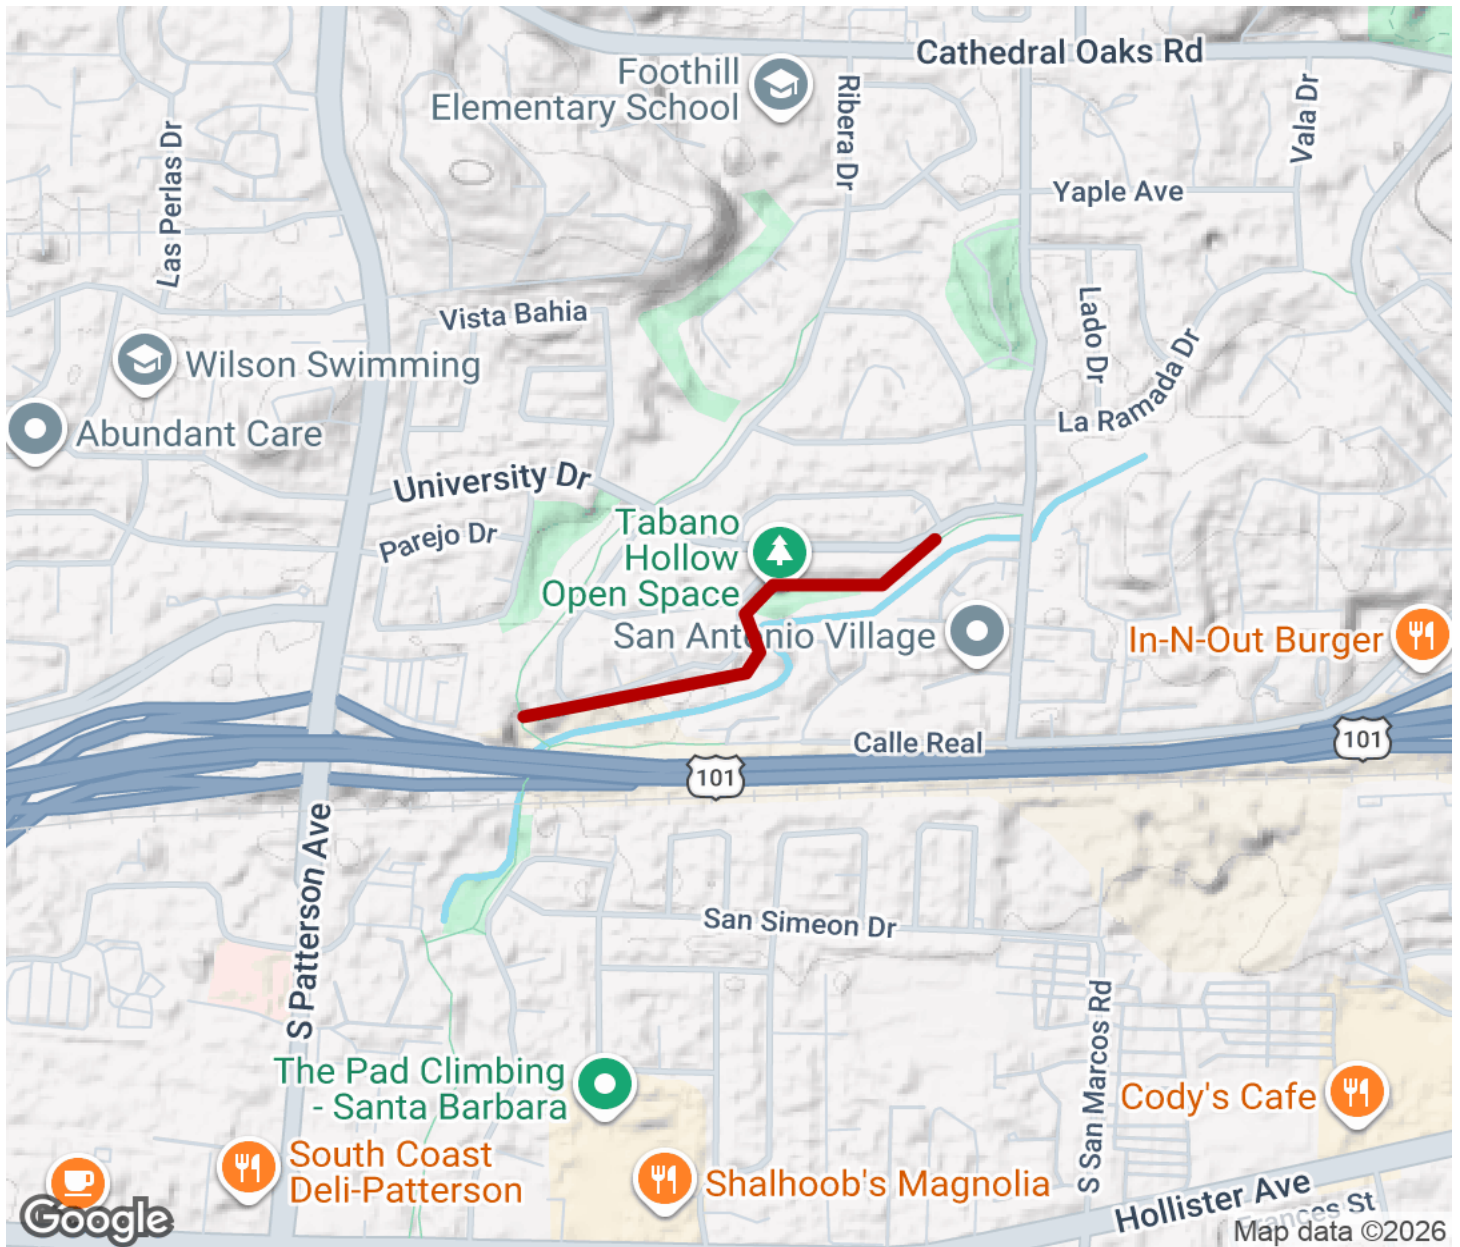 Cathedral Oaks Rd
Foothill
Elementary School
Ribera Dr
Vala Dr
Las Perlas Dr
Yaple Ave
Vista Bahia
Lado Dr
La Ramada Dr
Wilson Swimming
Abundant Care
University Dr
Parejo Dr
Tabano
Hollow
Open Space
San Antonio Village
In-N-Out Burger
Calle Real
101
101
S Patterson Ave
San Simeon Dr
S San Marcos Rd
The Pad Climbing
- Santa Barbara
Cody's Cafe
South Coast
Deli-Patterson
Shalhoob's Magnolia
Hollister Ave
Frances St
Google
Map data ©2026